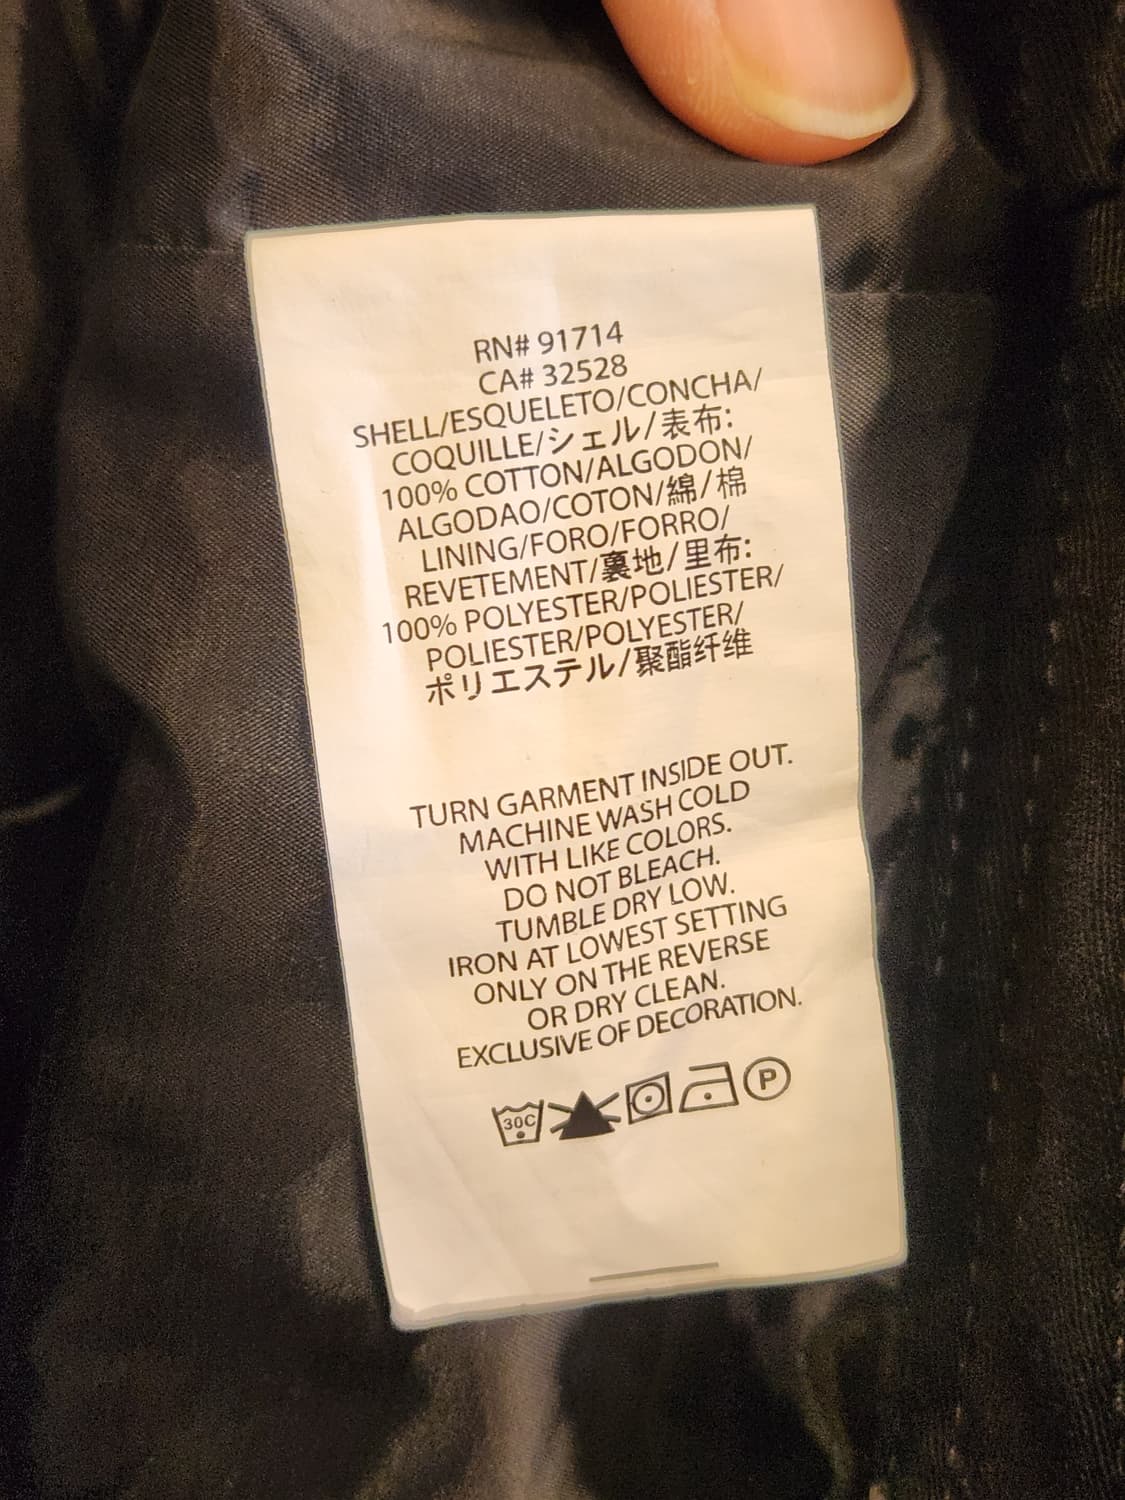 RN# 91714
CA# 32528
SHELL/ESQUELETO/CONCHA/
COQUILLE/シェル/表布:
100% COTTON/ALGODON/
ALGODAO/COTON/綿/棉
LINING/FORO/FORRO/
REVETEMENT/裏地/里布:
100% POLYESTER/POLIESTER/
POLIESTER/POLYESTER/
ポリエステル/聚酯纤维
TURN GARMENT INSIDE OUT.
MACHINE WASH COLD
WITH LIKE COLORS.
DO NOT BLEACH.
TUMBLE DRY LOW.
IRON AT LOWEST SETTING
ONLY ON THE REVERSE
OR DRY CLEAN.
EXCLUSIVE OF DECORATION.
30C P